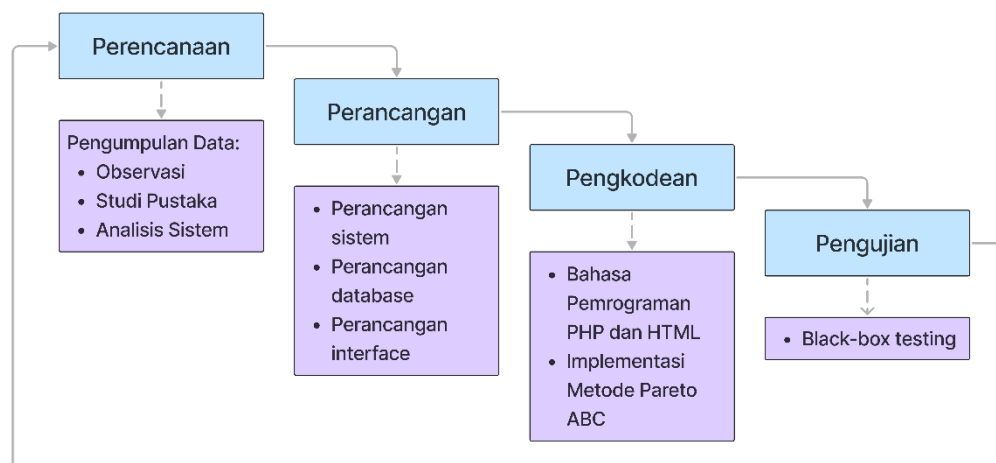 Perencanaan
Pengumpulan Data:
• Observasi
• Studi Pustaka
• Analisis Sistem
Perancangan
• Perancangan
sistem
• Perancangan
database
• Perancangan
interface
Pengkodean
• Bahasa
Pemrograman
PHP dan HTML
• Implementasi
Metode Pareto
ABC
Pengujian
• Black-box testing